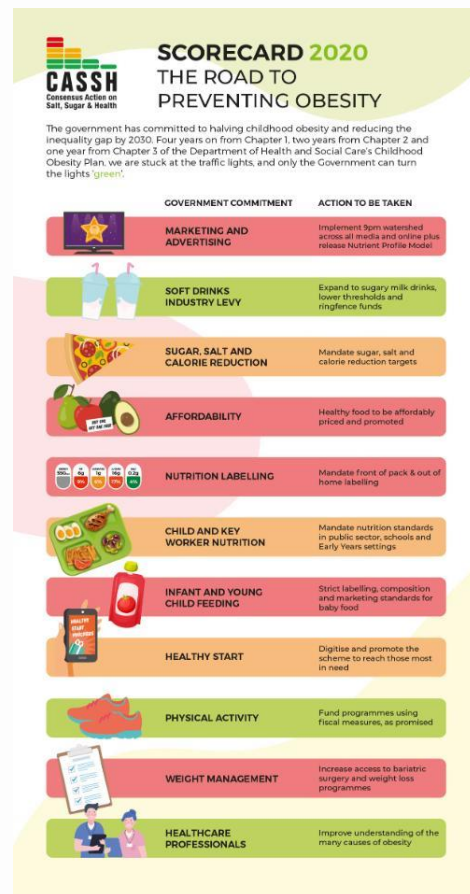 CASSH
Consensus Action on
Salt, Sugar & Health
SCORECARD 2020
THE ROAD TO
PREVENTING OBESITY
The government has committed to halving childhood obesity and reducing the
inequality gap by 2030. Four years on from Chapter 1, two years from Chapter 2 and
one year from Chapter 3 of the Department of Health and Social Care's Childhood
Obesity Plan, we are stuck at the traffic lights, and only the Government can turn
the lights 'green'.
GOVERNMENT COMMITMENT
ACTION TO BE TAKEN
MARKETING AND
ADVERTISING
Implement 9pm watershed
across all media and online plus
release Nutrient Profile Model
SOFT DRINKS
INDUSTRY LEVY
Expand to sugary milk drinks,
lower thresholds and
ringfence funds
SUGAR, SALT AND
CALORIE REDUCTION
Mandate sugar, salt and
calorie reduction targets
BUY ONE
GET ONE FREE
AFFORDABILITY
Healthy food to be affordably
priced and promoted
NUTRITION LABELLING
Mandate front of pack & out of
home labelling
CHILD AND KEY
WORKER NUTRITION
Mandate nutrition standards
in public sector, schools and
Early Years settings
INFANT AND YOUNG
CHILD FEEDING
Strict labelling, composition
and marketing standards for
baby food
HEALTHY
START
VOUCHERS
HEALTHY START
Digitise and promote the
scheme to reach those most
in need
PHYSICAL ACTIVITY
Fund programmes using
fiscal measures, as promised
WEIGHT MANAGEMENT
Increase access to bariatric
surgery and weight loss
programmes
HEALTHCARE
PROFESSIONALS
Improve understanding of the
many causes of obesity